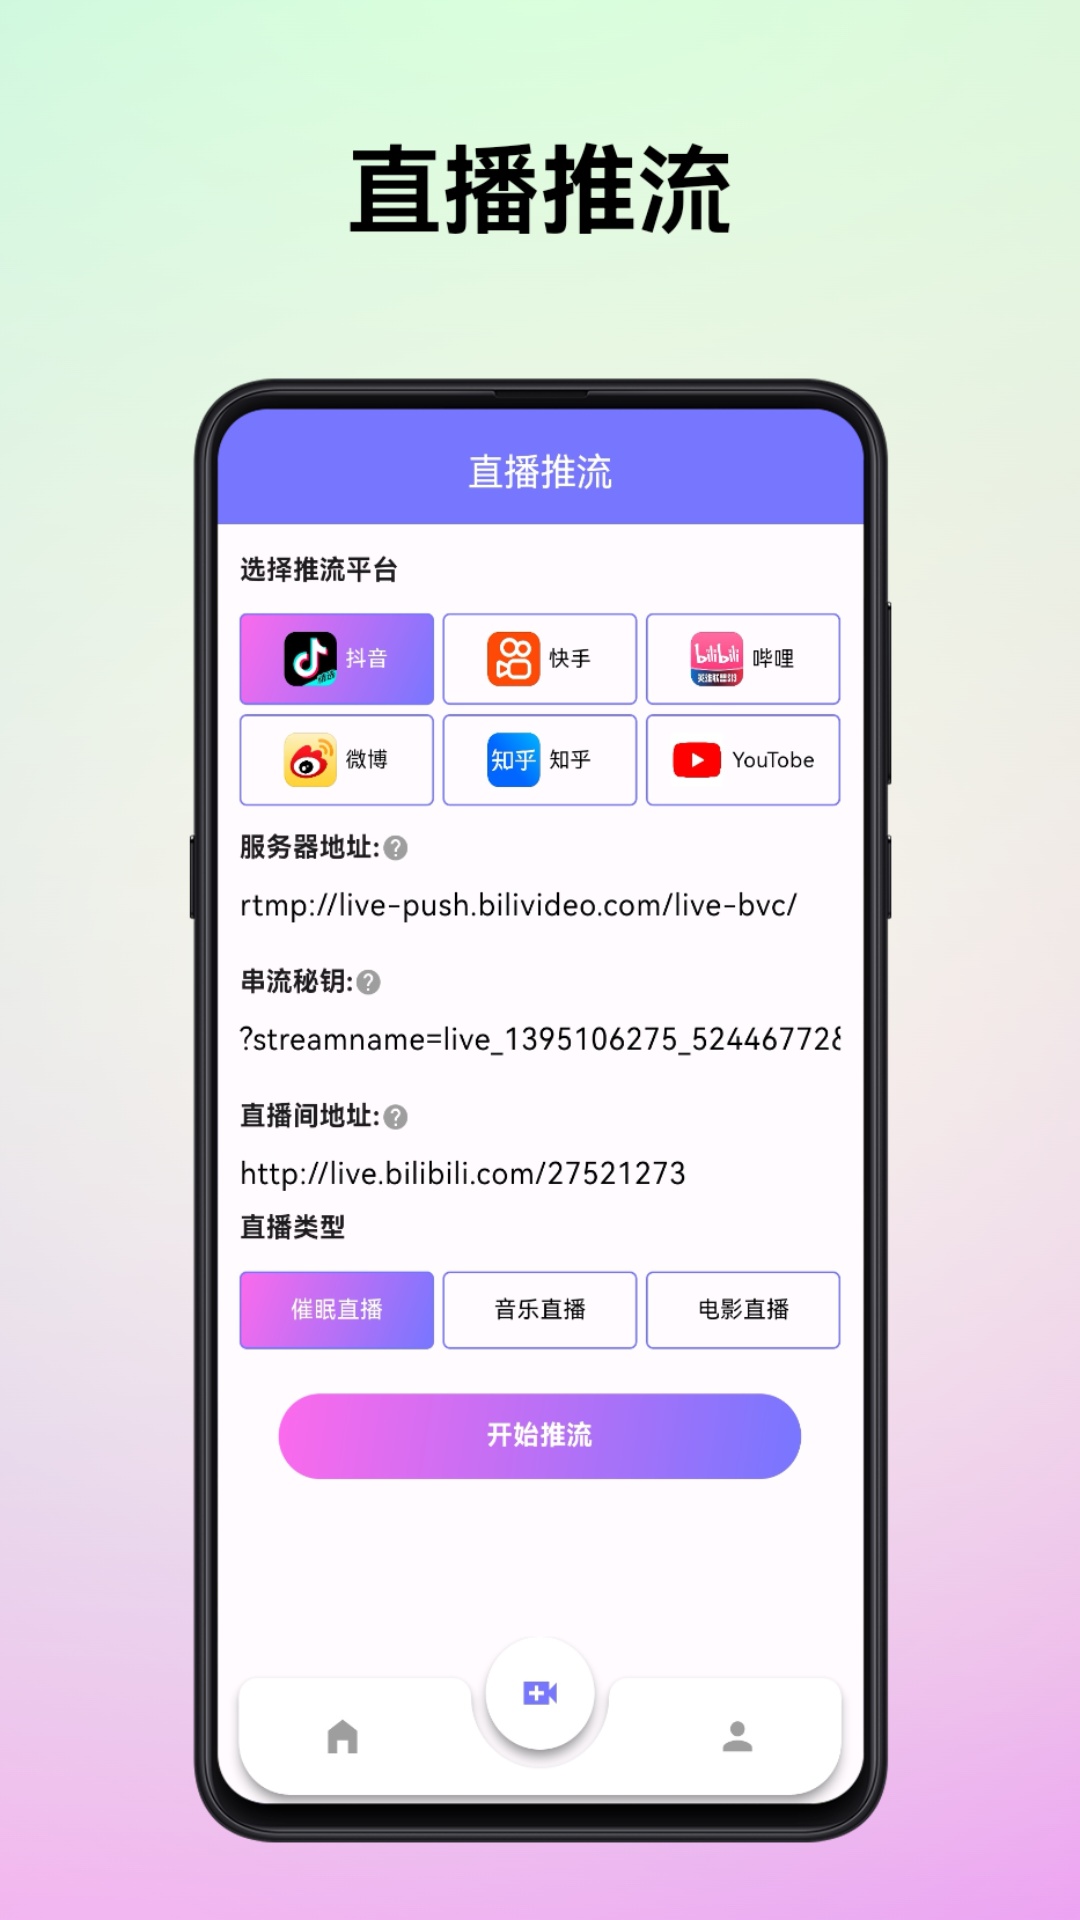 直播推流
直播推流
选择推流平台
抖音 快手 bilibili 哔哩
微博 知乎 知乎 YouTobe
服务器地址:?
rtmp://live-push.bilivideo.com/live-bvc/
串流秘钥:?
?streamname=live_1395106275_52446772&
直播间地址:?
http://live.bilibili.com/27521273
直播类型
催眠直播 音乐直播 电影直播
开始推流